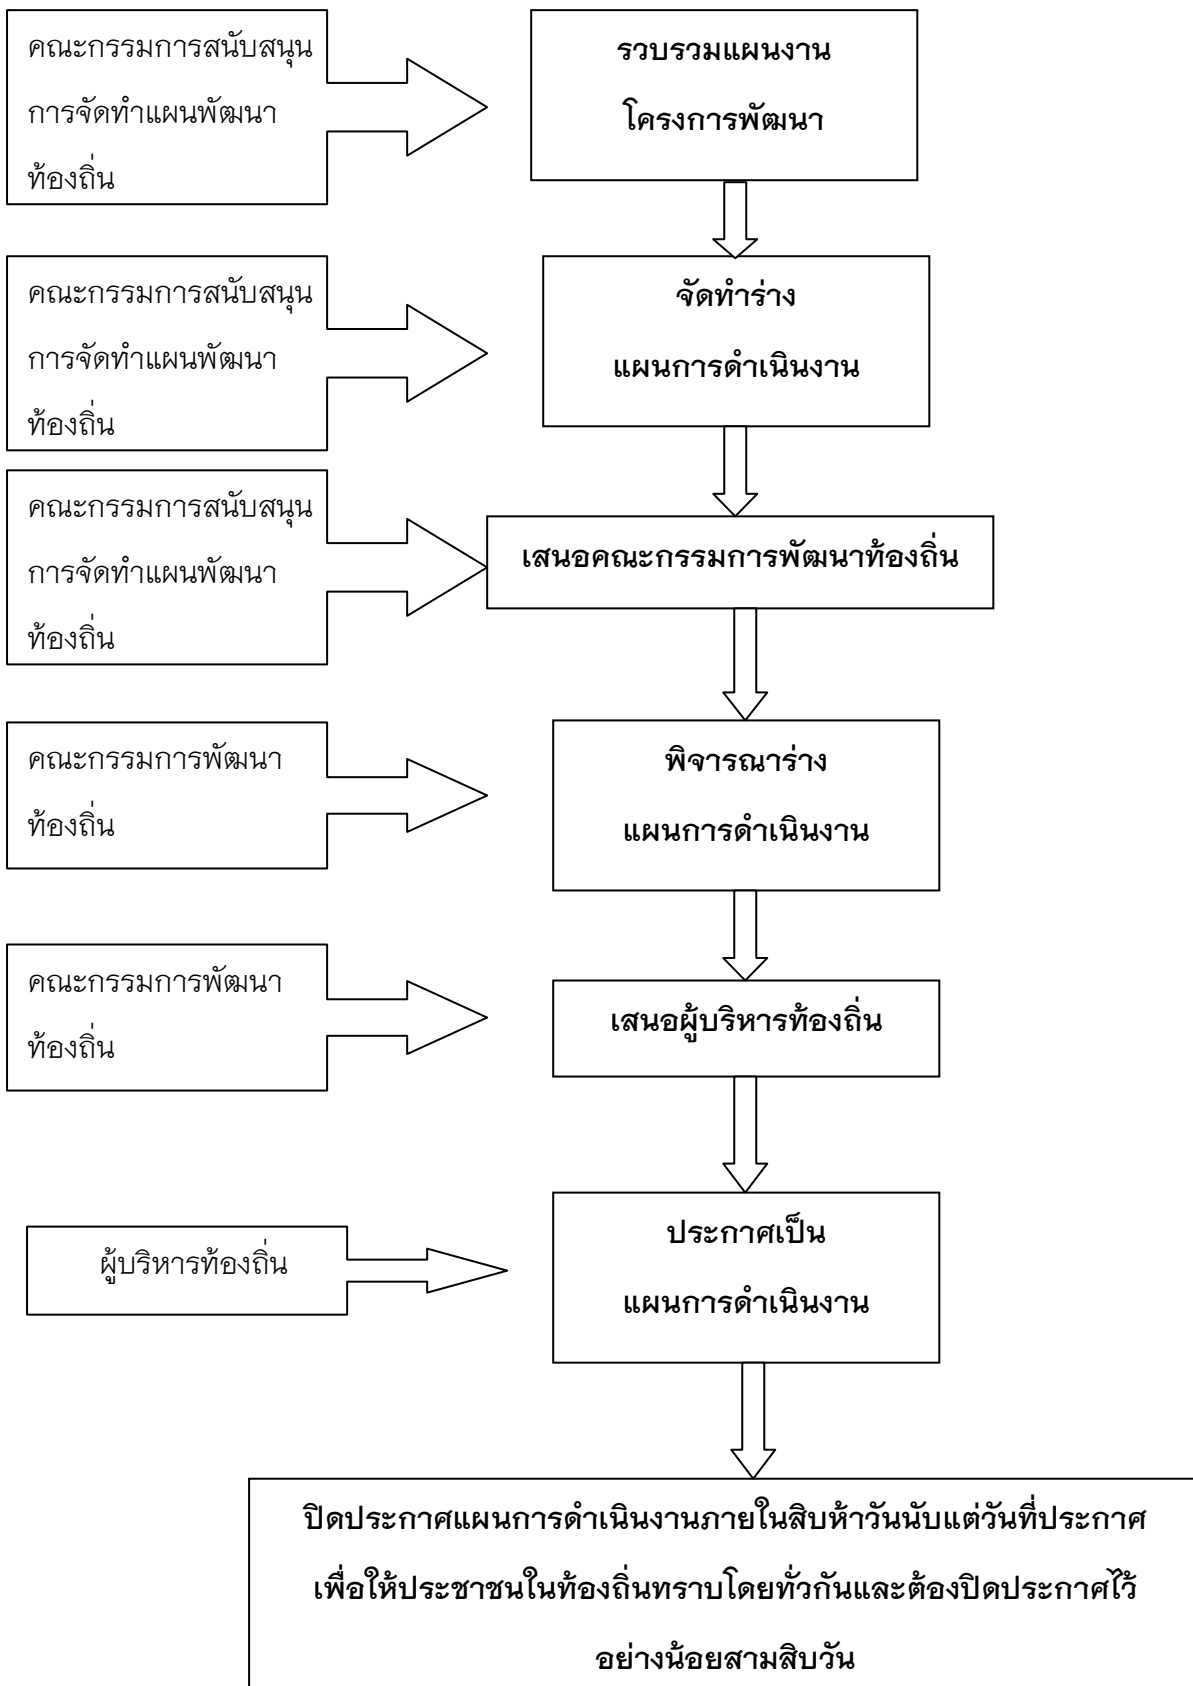 คณะกรรมการสนับสนุน
การจัดทำแผนพัฒนา
ท้องถิ่น
รวบรวมแผนงาน
โครงการพัฒนา
คณะกรรมการสนับสนุน
การจัดทำแผนพัฒนา
ท้องถิ่น
จัดทำร่าง
แผนการดำเนินงาน
คณะกรรมการสนับสนุน
การจัดทำแผนพัฒนา
ท้องถิ่น
เสนอคณะกรรมการพัฒนาท้องถิ่น
คณะกรรมการพัฒนา
ท้องถิ่น
พิจารณาร่าง
แผนการดำเนินงาน
คณะกรรมการพัฒนา
ท้องถิ่น
เสนอผู้บริหารท้องถิ่น
ผู้บริหารท้องถิ่น
ประกาศเป็น
แผนการดำเนินงาน
ปิดประกาศแผนการดำเนินงานภายในสิบห้าวันนับแต่วันที่ประกาศ
เพื่อให้ประชาชนในท้องถิ่นทราบโดยทั่วกันและต้องปิดประกาศไว้
อย่างน้อยสามสิบวัน